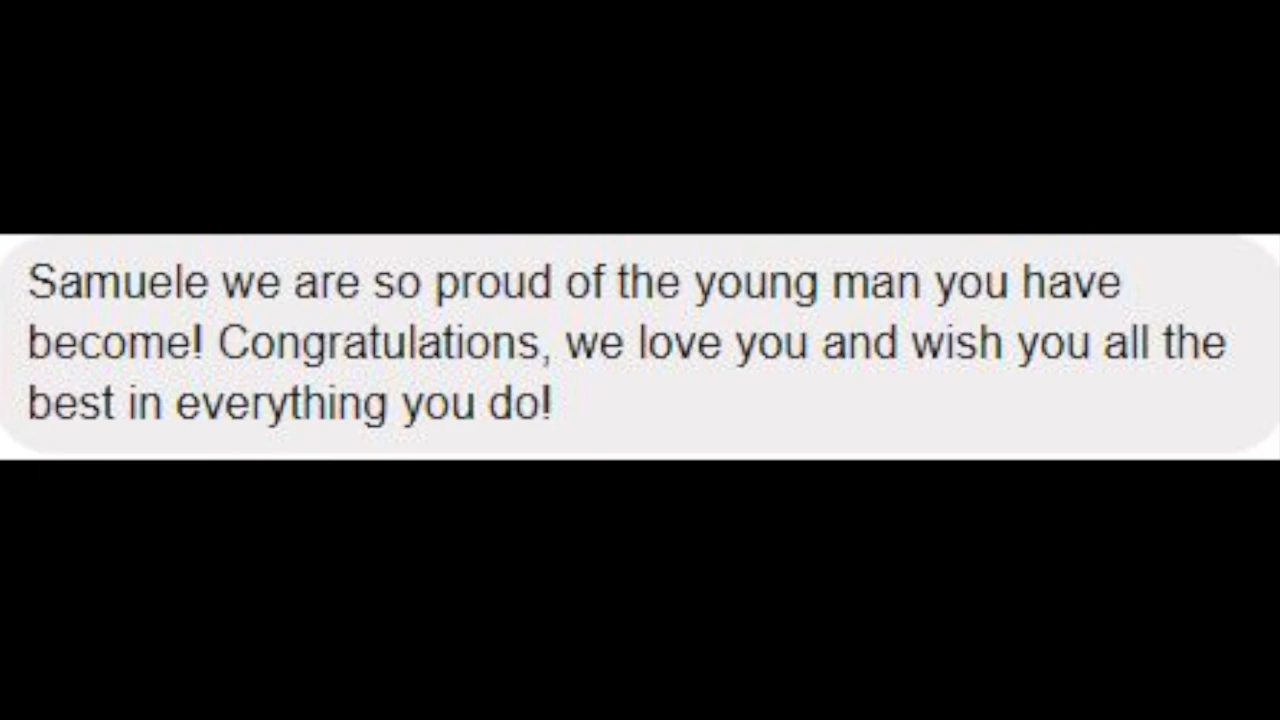 Samuele we are so proud of the young man you have
become! Congratulations, we love you and wish you all the
best in everything you do!